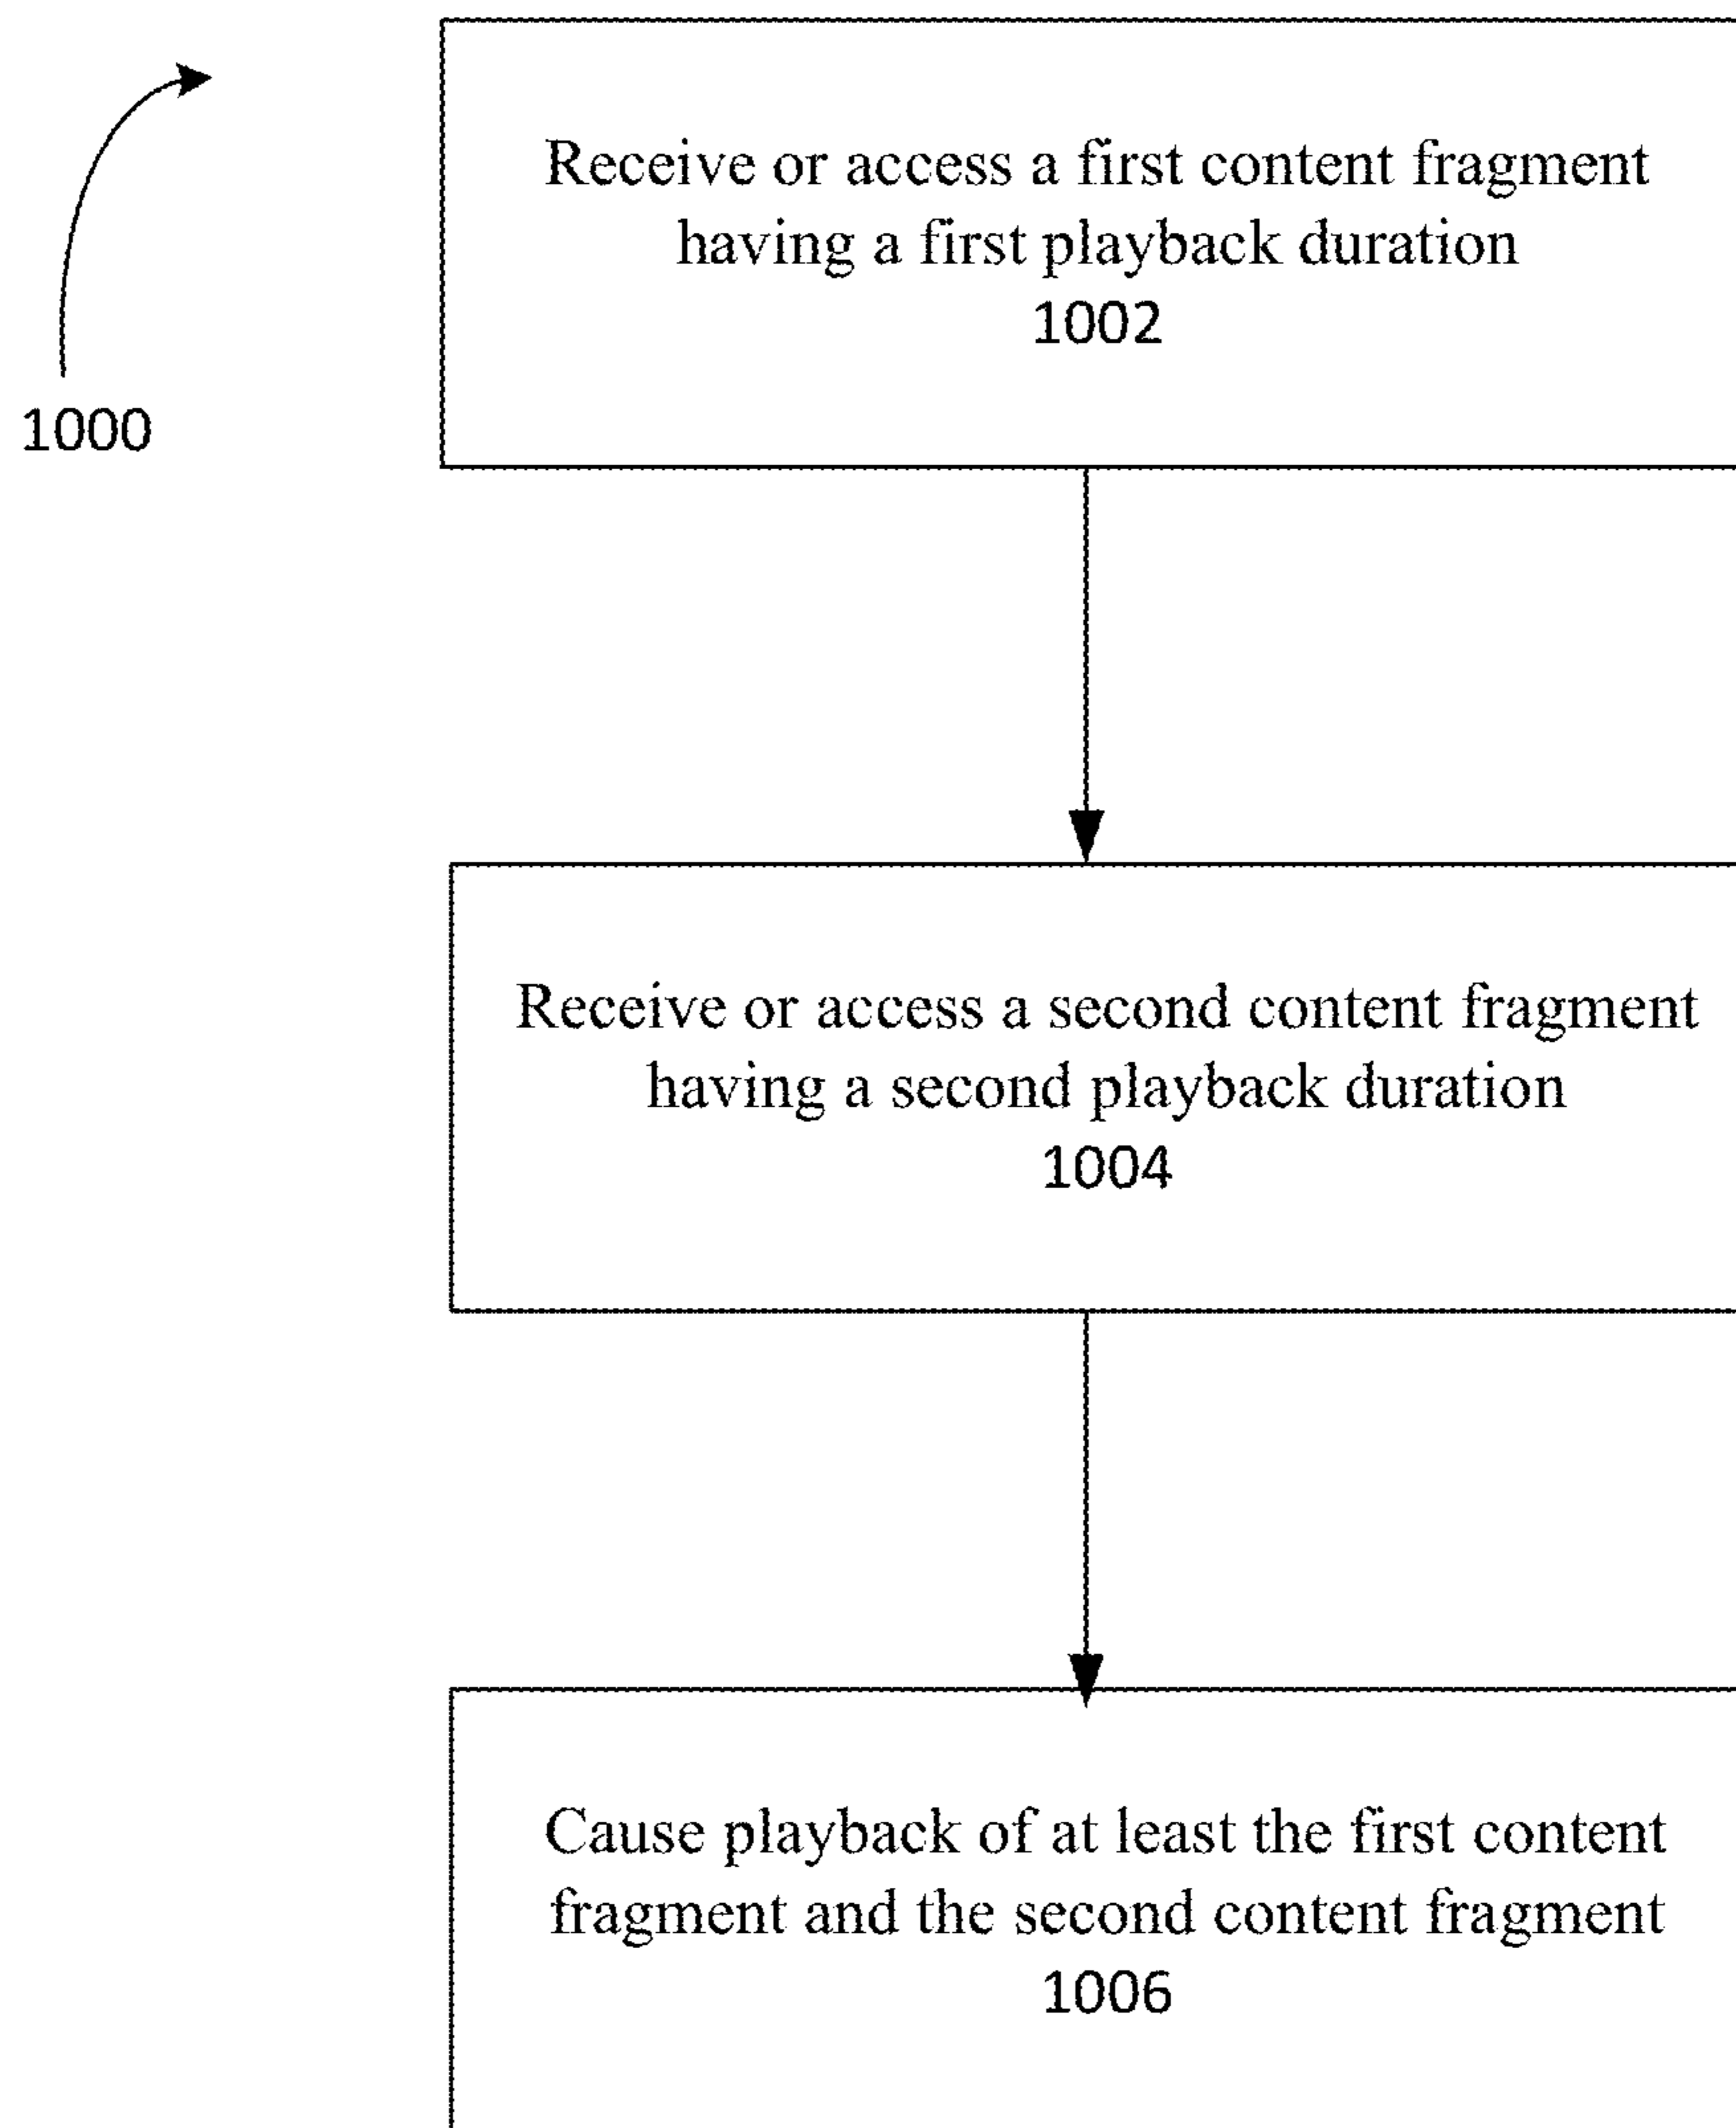 Receive or access a first content fragment
having a first playback duration
1002
1000
Receive or access a second content fragment
having a second playback duration
1004
Cause playback of at least the first content
fragment and the second content fragment
1006